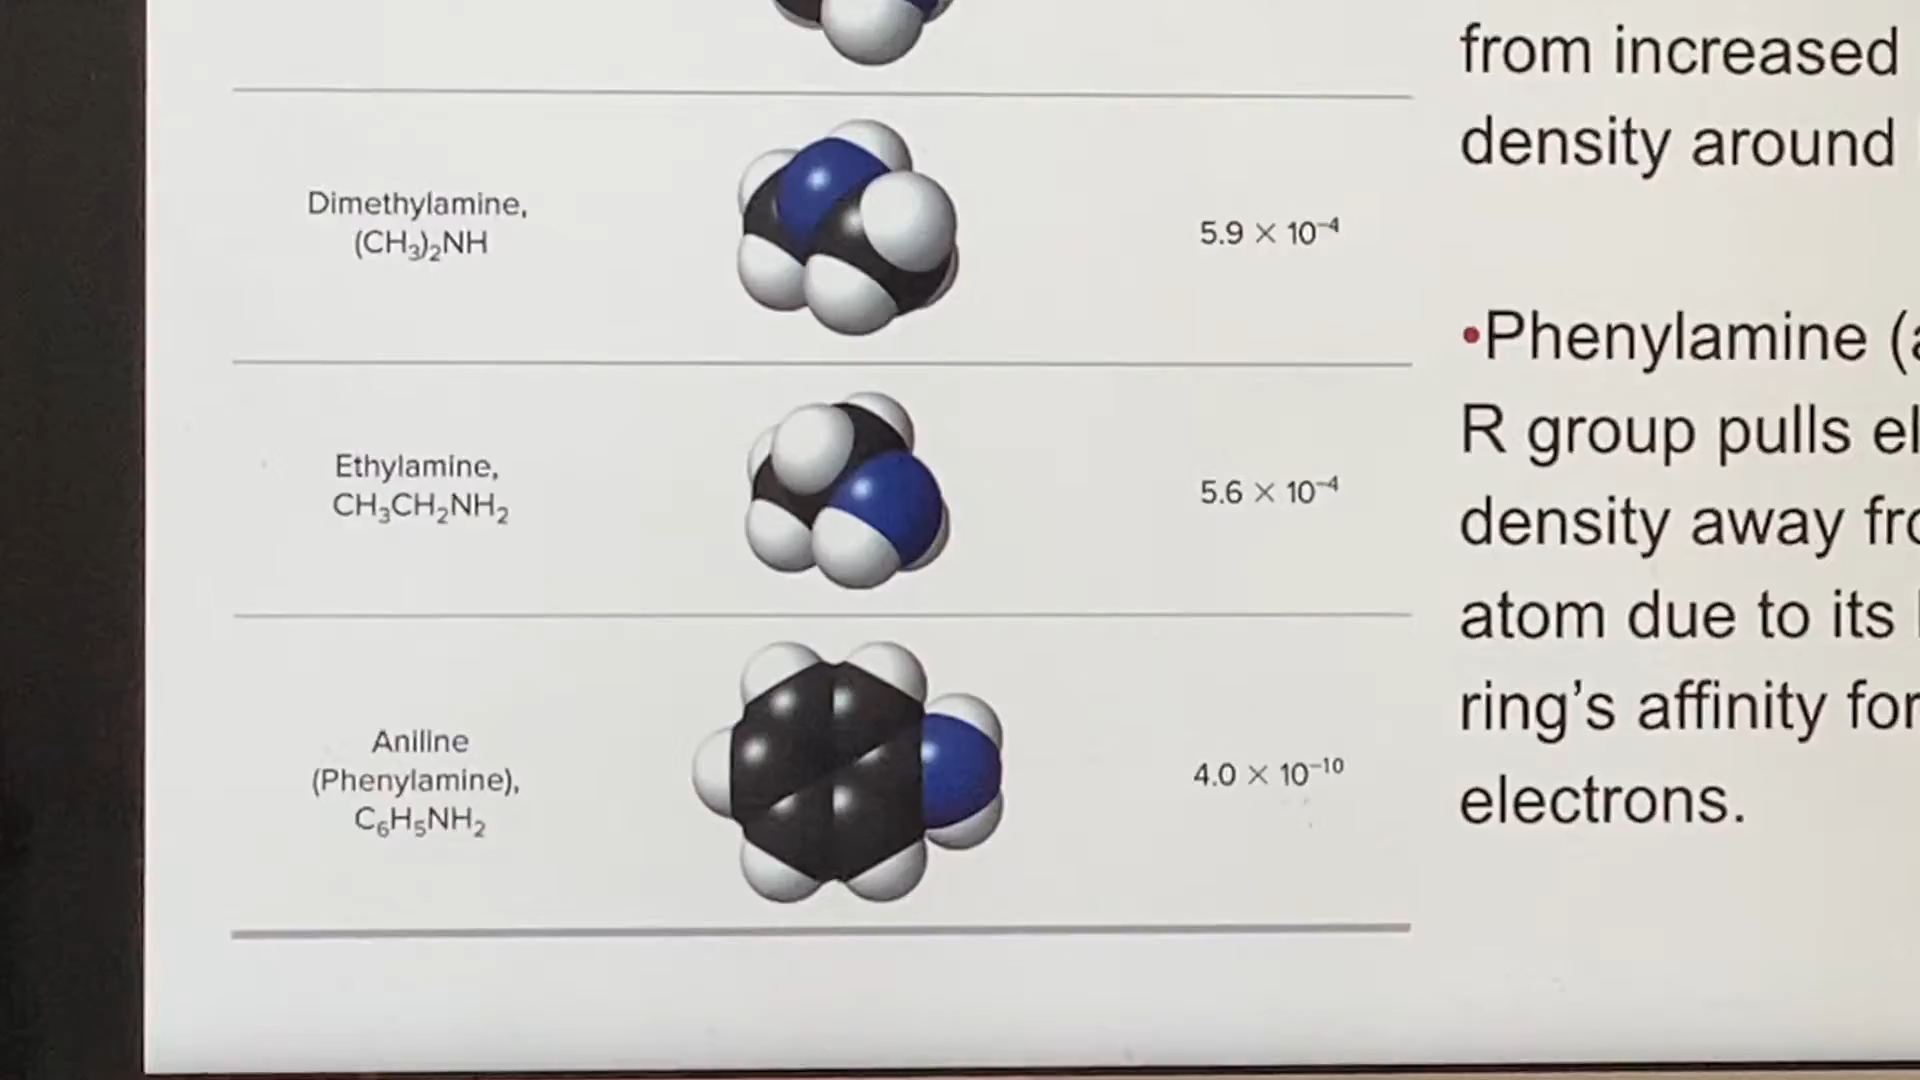 from increased
density around
Dimethylamine,
(CH₃)₂NH
5.9 × 10⁻⁴
•Phenylamine (
R group pulls
density away
atom due to its
ring's affinity for
electrons.
Ethylamine,
CH₃CH₂NH₂
5.6 × 10⁻⁴
Aniline
(Phenylamine),
C₆H₅NH₂
4.0 × 10⁻¹⁰